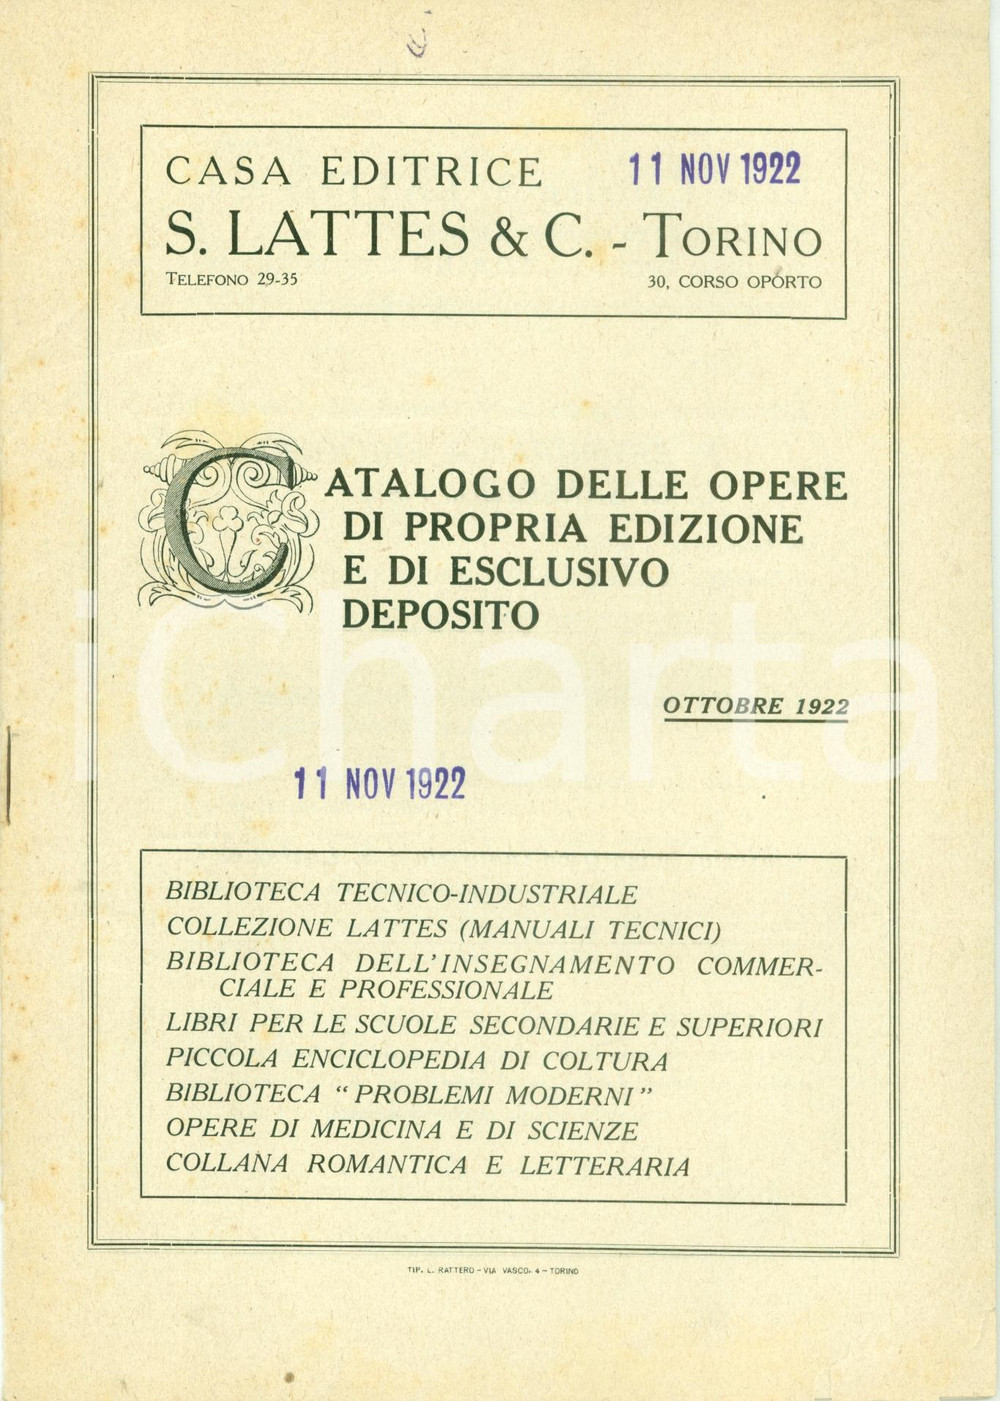 CASA EDITRICE 11 NOV 1922
S. LATTES & C. - TORINO
TELEFONO 29-35 30, CORSO OPÓRTO
CATALOGO DELLE OPERE
DI PROPRIA EDIZIONE
E DI ESCLUSIVO
DEPOSITO
OTTOBRE 1922
iCharta
11 NOV 1922
BIBLIOTECA TECNICO-INDUSTRIALE
COLLEZIONE LATTES (MANUALI TECNICI)
BIBLIOTECA DELL'INSEGNAMENTO COMMER-
CIALE E PROFESSIONALE
LIBRI PER LE SCUOLE SECONDARIE E SUPERIORI
PICCOLA ENCICLOPEDIA DI COLTURA
BIBLIOTECA “PROBLEMI MODERNI”
OPERE DI MEDICINA E DI SCIENZE
COLLANA ROMANTICA E LETTERARIA
TIP. L. RATTERO - VIA VASCO, 4 - TORINO